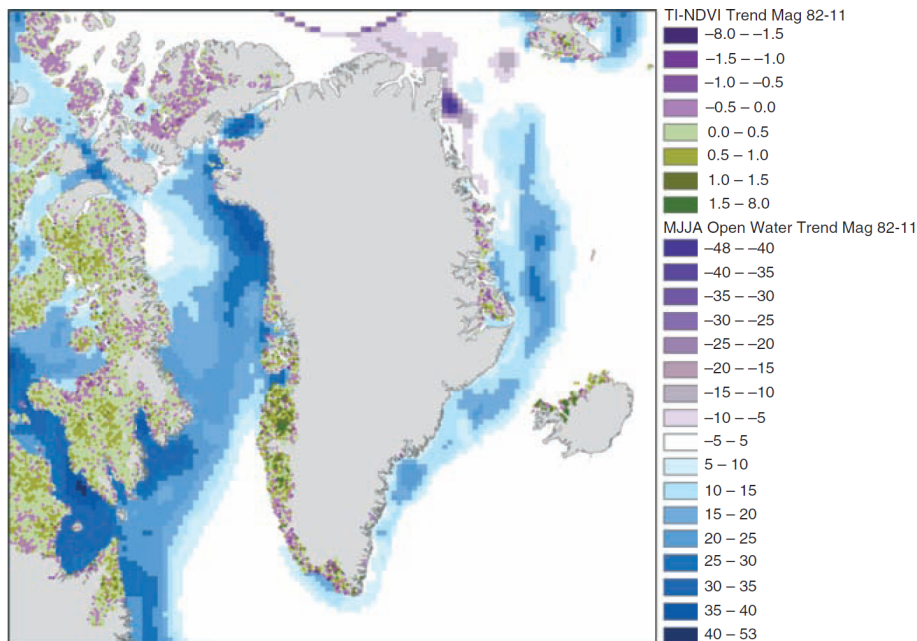 TI-NDVI Trend Mag 82-11
–8.0 – –1.5
–1.5 – –1.0
–1.0 – –0.5
–0.5 – 0.0
0.0 – 0.5
0.5 – 1.0
1.0 – 1.5
1.5 – 8.0
MJJA Open Water Trend Mag 82-11
–48 – –40
–40 – –35
–35 – –30
–30 – –25
–25 – –20
–20 – –15
–15 – –10
–10 – –5
–5 – 5
5 – 10
10 – 15
15 – 20
20 – 25
25 – 30
30 – 35
35 – 40
40 – 53